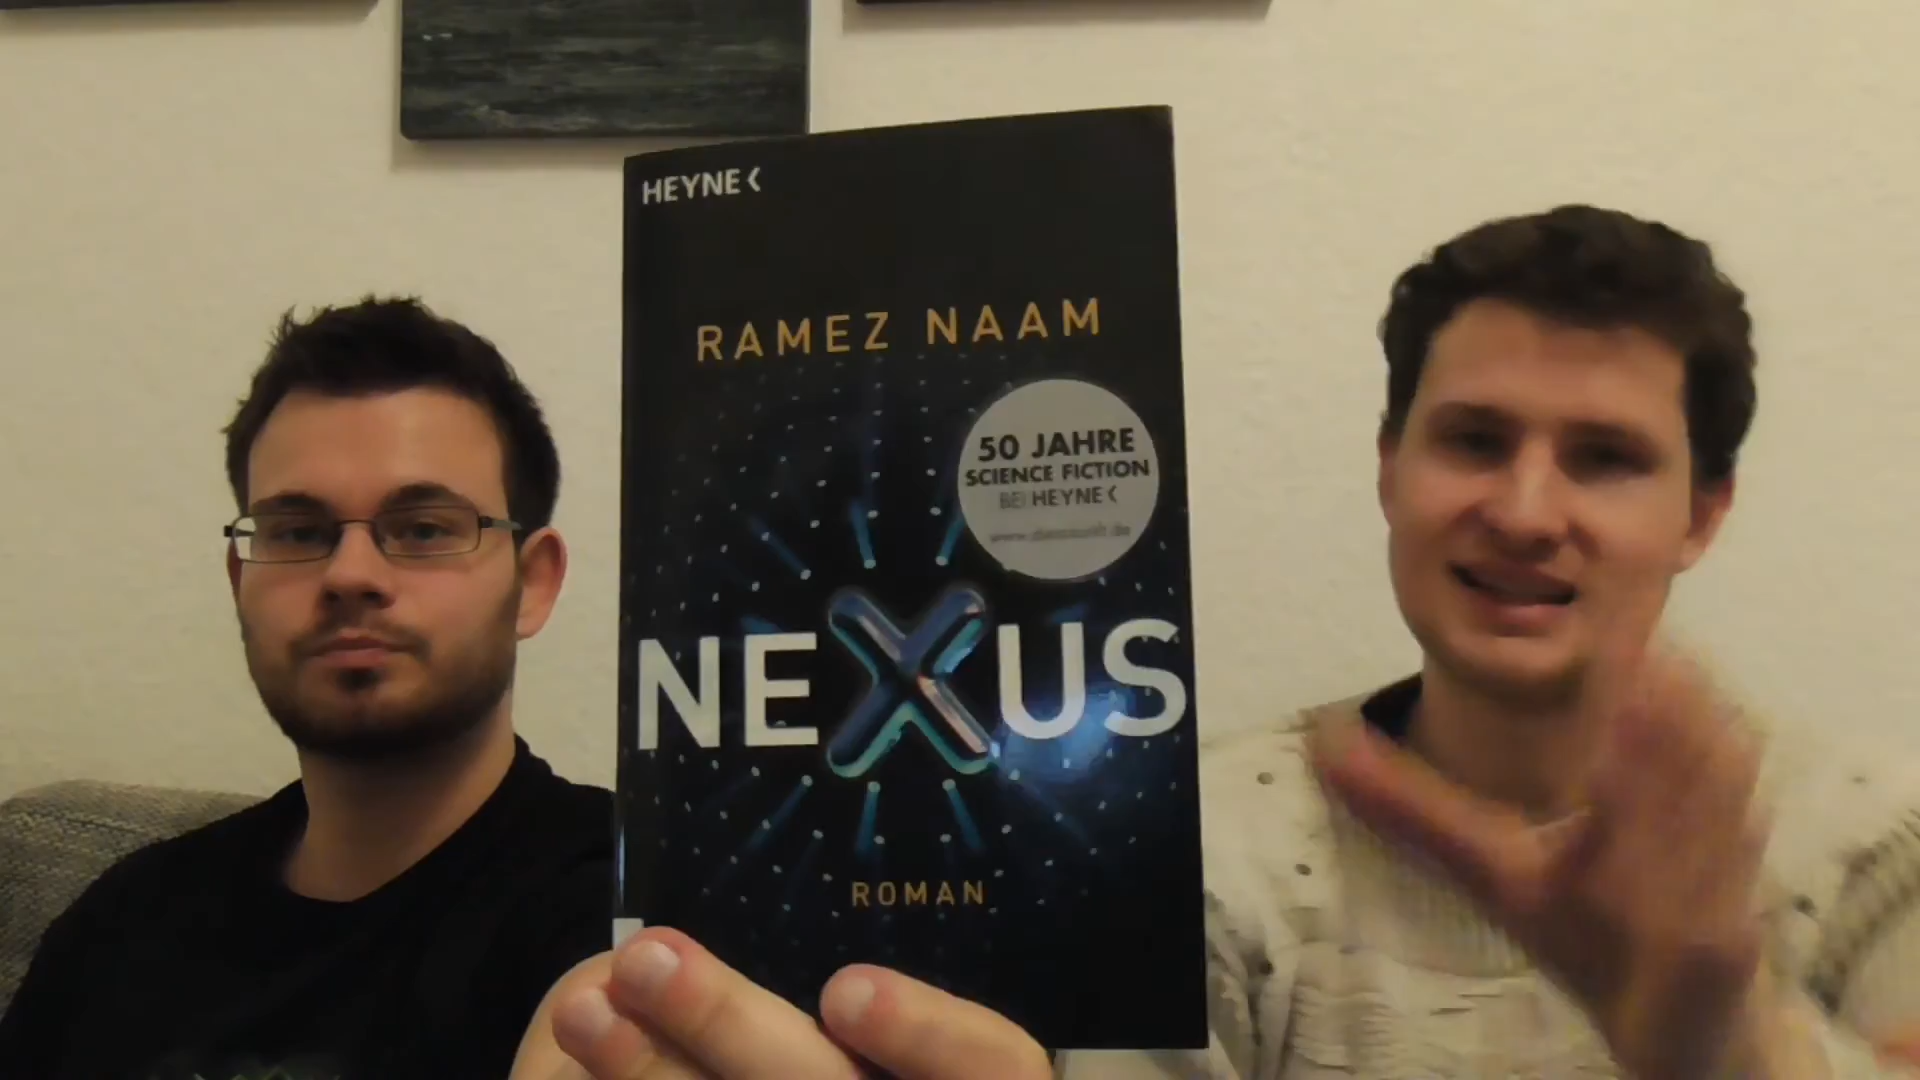 HEYNE<
RAMEZ NAAM
50 JAHRE
SCIENCE FICTION
BEI HEYNE<
NEXUS
ROMAN